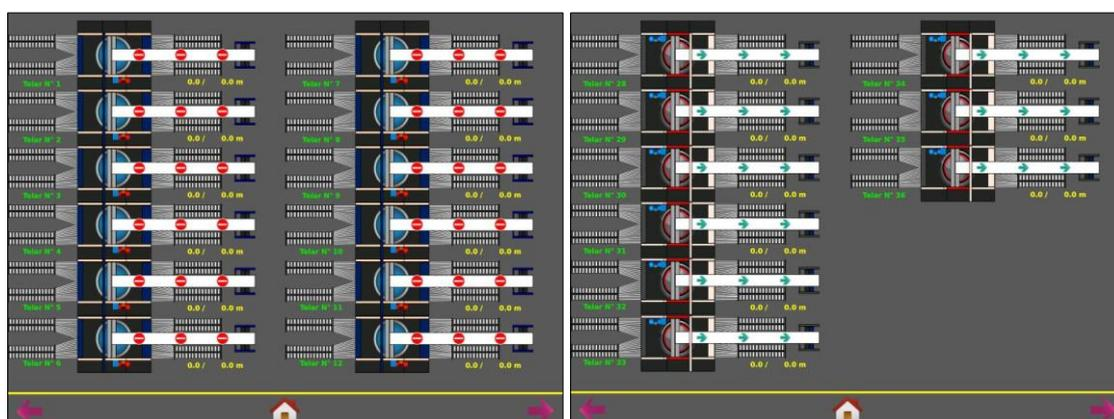 0.0 / 0.0 m 0.0 / 0.0 m
Telar N° 1 Telar N° 7
0.0 / 0.0 m 0.0 / 0.0 m
Telar N° 2 Telar N° 8
0.0 / 0.0 m 0.0 / 0.0 m
Telar N° 3 Telar N° 9
0.0 / 0.0 m 0.0 / 0.0 m
Telar N° 4 Telar N° 10
0.0 / 0.0 m 0.0 / 0.0 m
Telar N° 5 Telar N° 11
0.0 / 0.0 m 0.0 / 0.0 m
Telar N° 6 Telar N° 12
0.0 / 0.0 m 0.0 / 0.0 m
Telar N° 28 Telar N° 34
0.0 / 0.0 m 0.0 / 0.0 m
Telar N° 29 Telar N° 35
0.0 / 0.0 m 0.0 / 0.0 m
Telar N° 30 Telar N° 36
0.0 / 0.0 m
Telar N° 31
0.0 / 0.0 m
Telar N° 32
0.0 / 0.0 m
Telar N° 33